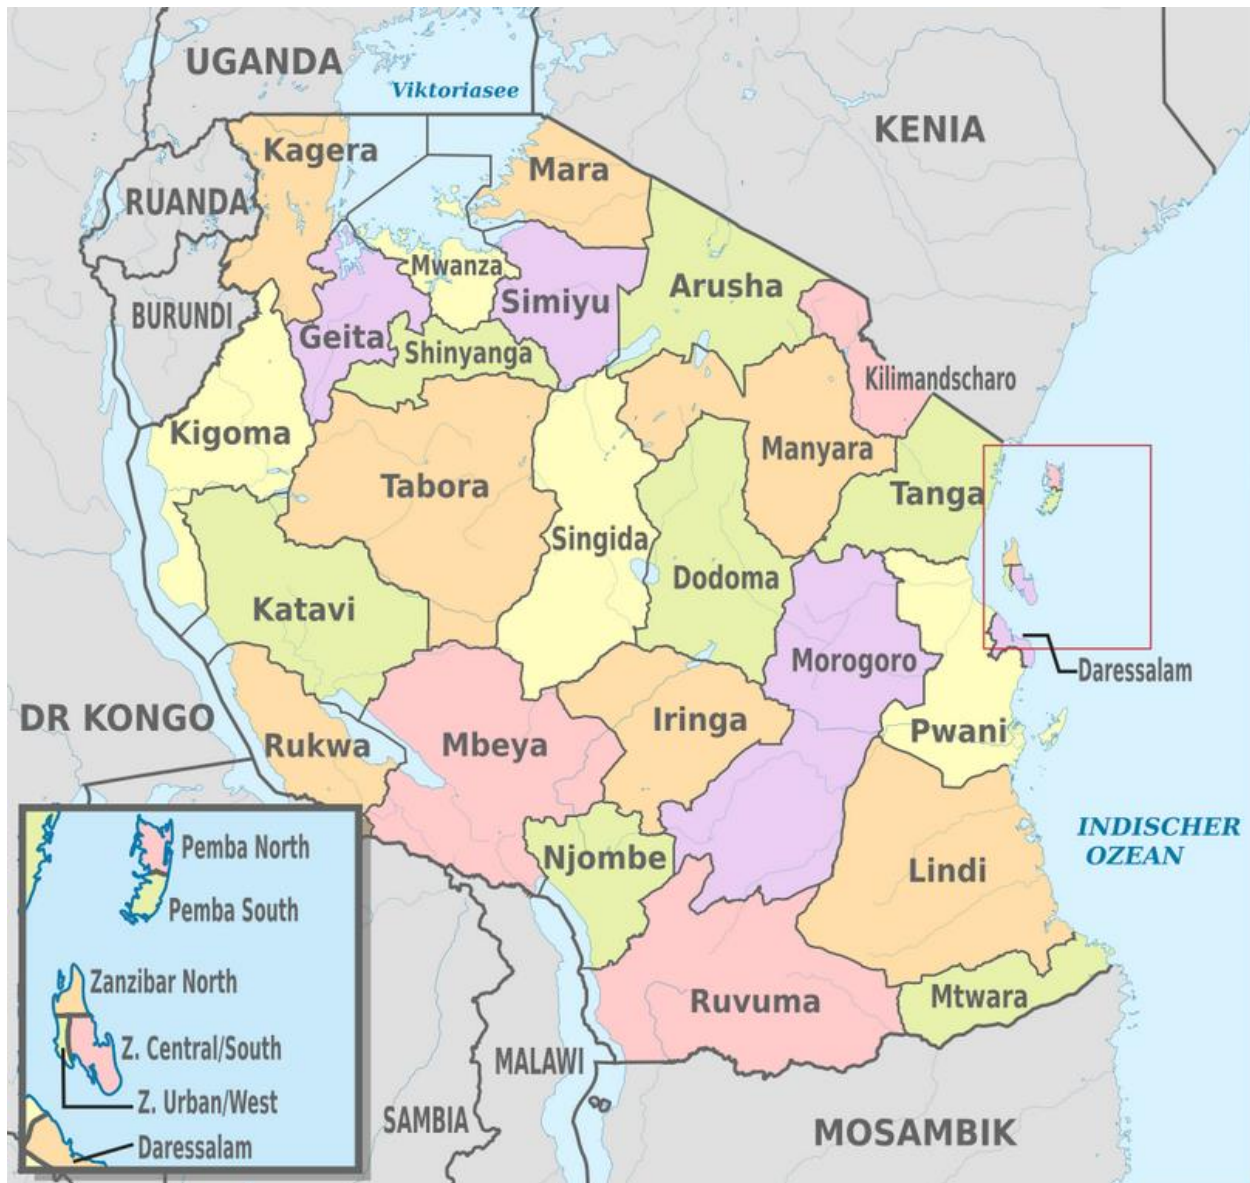 UGANDA
Viktoriasee
KENIA
Kagera
Mara
RUANDA
Mwanza
Arusha
Simiyu
BURUNDI
Geita
Shinyanga
Kilimandscharo
Kigoma
Manyara
Tabora
Tanga
Singida
Dodoma
Katavi
Morogoro
Daressalam
DR KONGO
Iringa
Pwani
Rukwa
Mbeya
INDISCHER
OZEAN
Njombe
Lindi
Pemba North
Pemba South
Zanzibar North
Ruvuma
Mtwara
Z. Central/South
MALAWI
Z. Urban/West
SAMBIA
MOSAMBIK
Daressalam